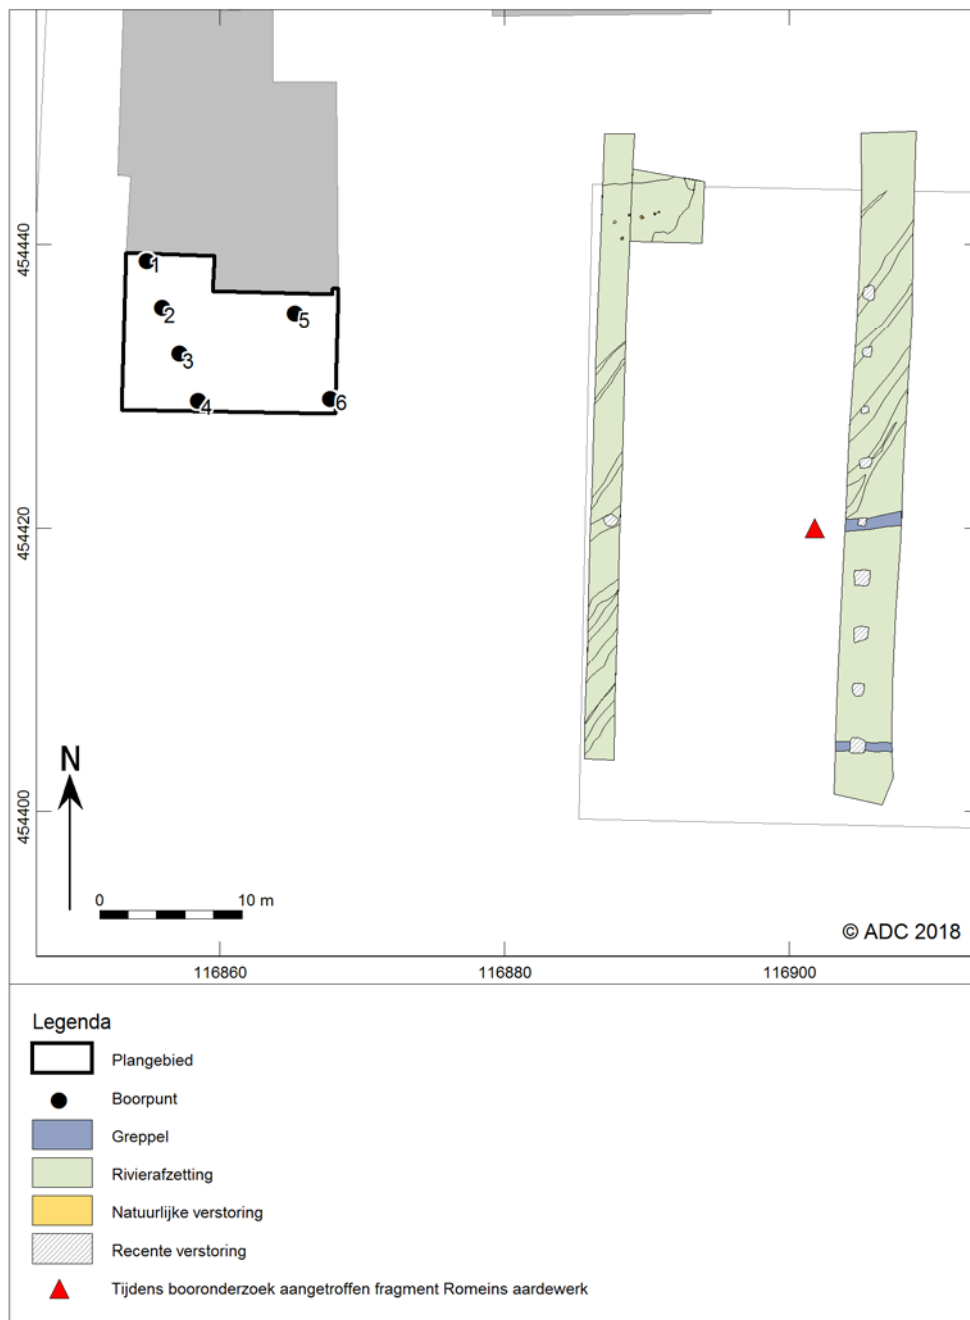 454440
454420
454400
1
2
3
4
5
6
N
0 10 m
© ADC 2018
116860 116880 116900
Legenda
Plangebied
Boorpunt
Greppel
Rivierafzetting
Natuurlijke verstoring
Recente verstoring
Tijdens booronderzoek aangetroffen fragment Romeins aardewerk